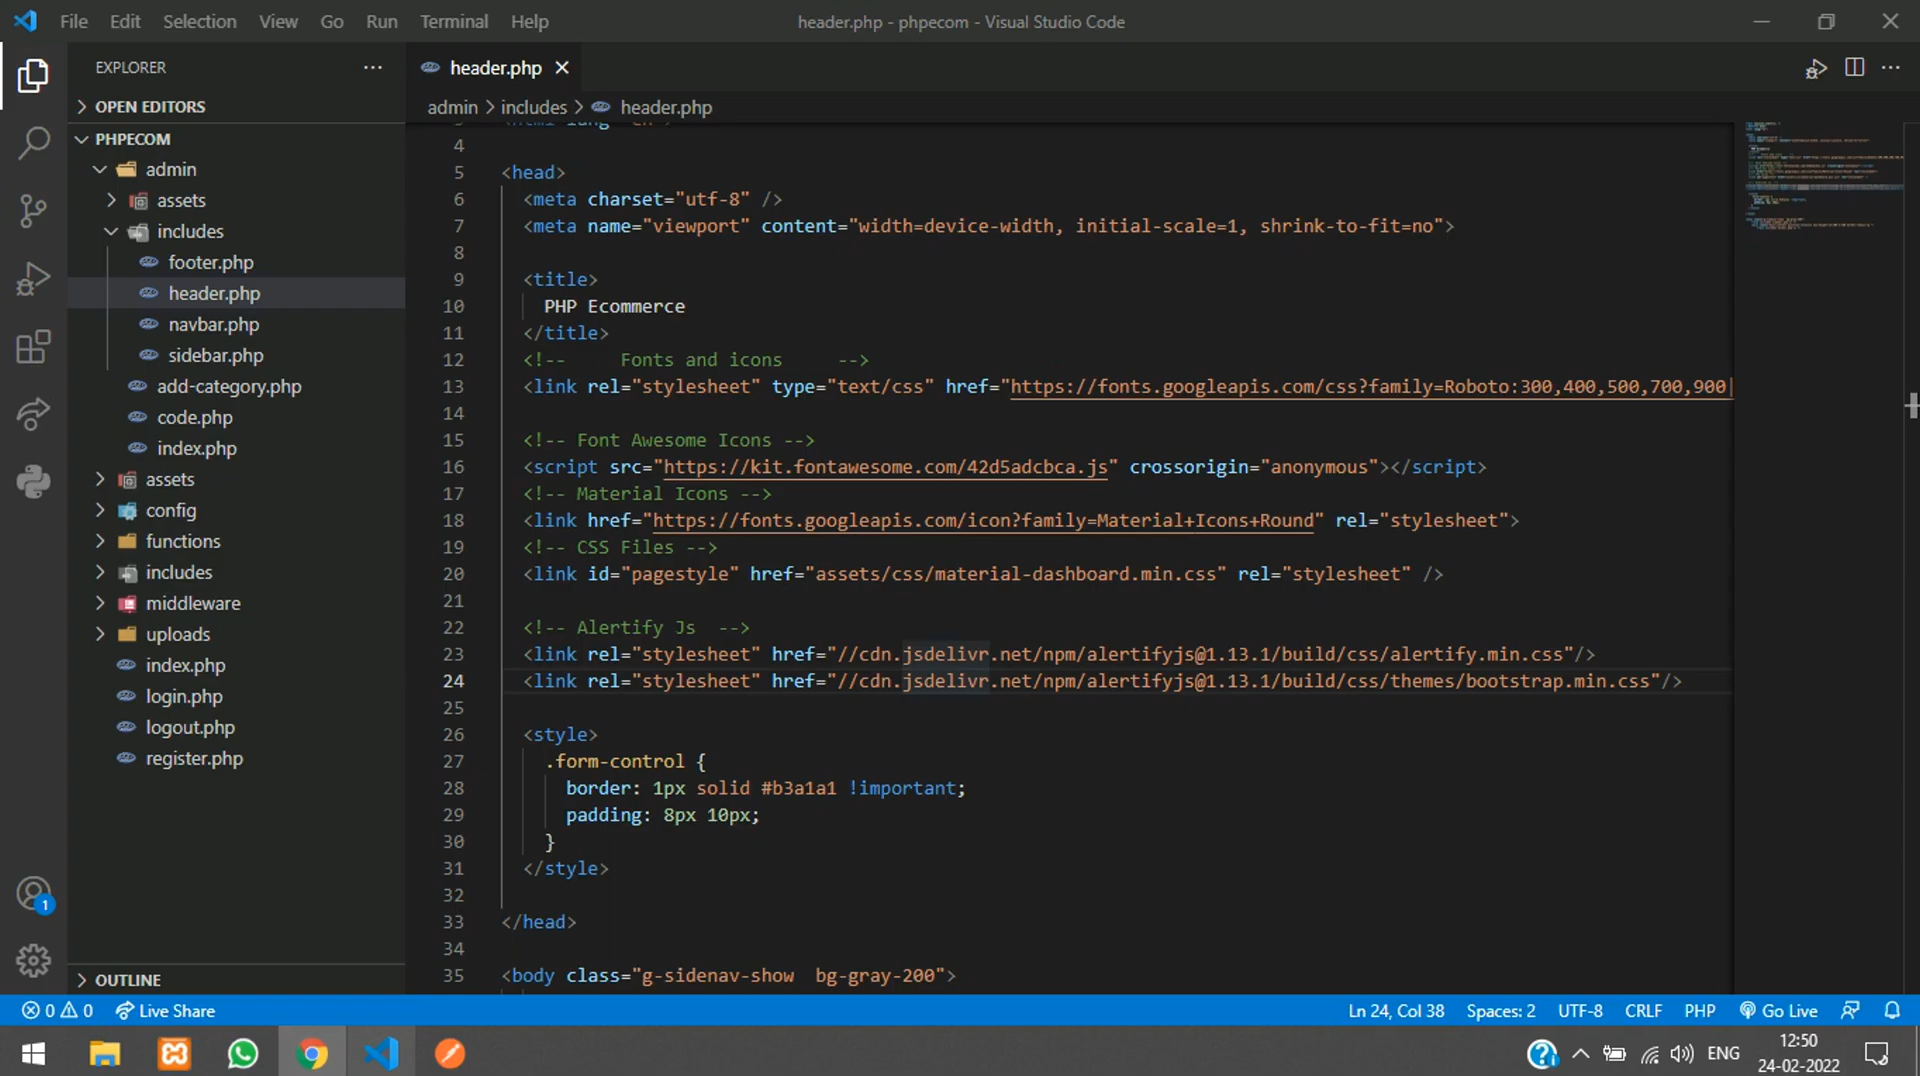 File Edit Selection View Go Run Terminal Help
header.php - phpecom - Visual Studio Code
EXPLORER
header.php
OPEN EDITORS
admin > includes > header.php
PHPECOM
admin
assets
includes
footer.php
header.php
navbar.php
sidebar.php
add-category.php
code.php
index.php
assets
config
functions
includes
middleware
uploads
index.php
login.php
logout.php
register.php
OUTLINE
4
5 <head>
6 <meta charset="utf-8" />
7 <meta name="viewport" content="width=device-width, initial-scale=1, shrink-to-fit=no">
8
9 <title>
10 PHP Ecommerce
11 </title>
12 <!--     Fonts and icons     -->
13 <link rel="stylesheet" type="text/css" href="https://fonts.googleapis.com/css?family=Roboto:300,400,500,700,900|
14
15 <!-- Font Awesome Icons -->
16 <script src="https://kit.fontawesome.com/42d5adcbca.js" crossorigin="anonymous"></script>
17 <!-- Material Icons -->
18 <link href="https://fonts.googleapis.com/icon?family=Material+Icons+Round" rel="stylesheet">
19 <!-- CSS Files -->
20 <link id="pagestyle" href="assets/css/material-dashboard.min.css" rel="stylesheet" />
21
22 <!-- Alertify Js  -->
23 <link rel="stylesheet" href="//cdn.jsdelivr.net/npm/alertifyjs@1.13.1/build/css/alertify.min.css"/>
24 <link rel="stylesheet" href="//cdn.jsdelivr.net/npm/alertifyjs@1.13.1/build/css/themes/bootstrap.min.css"/>
25
26 <style>
27 .form-control {
28 border: 1px solid #b3a1a1 !important;
29 padding: 8px 10px;
30 }
31 </style>
32
33 </head>
34
35 <body class="g-sidenav-show  bg-gray-200">
1
0 0 Live Share
Ln 24, Col 38 Spaces: 2 UTF-8 CRLF PHP Go Live
ENG
12:50
24-02-2022